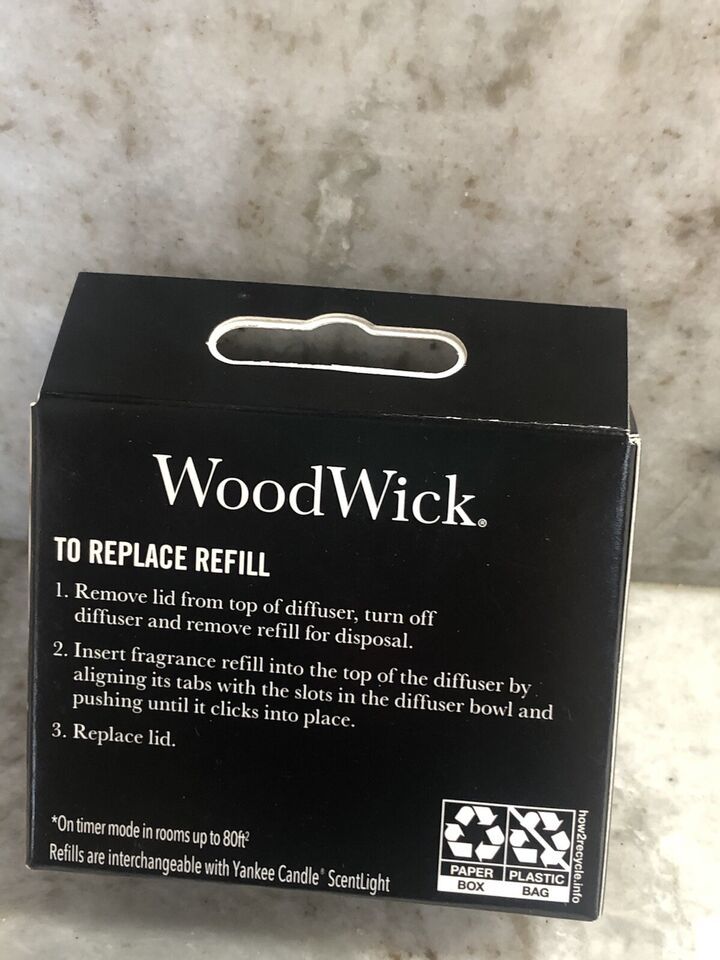 WoodWick®
TO REPLACE REFILL
1. Remove lid from top of diffuser, turn off
diffuser and remove refill for disposal.
2. Insert fragrance refill into the top of the diffuser by
aligning its tabs with the slots in the diffuser bowl and
pushing until it clicks into place.
3. Replace lid.
*On timer mode in rooms up to 80ft²
Refills are interchangeable with Yankee Candle® ScentLight
PAPER
BOX
PLASTIC
BAG
how2recycle.info